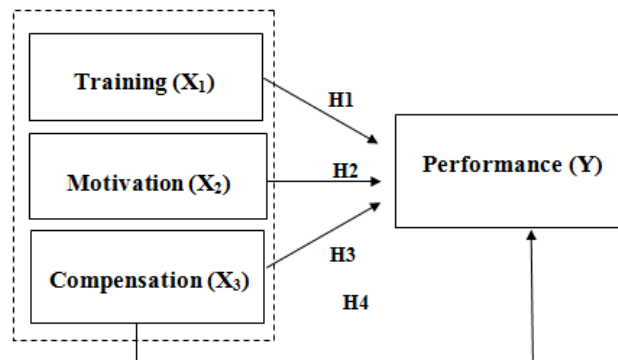 Training (X₁)
H1
Motivation (X₂)
H2
Performance (Y)
Compensation (X₃)
H3
H4